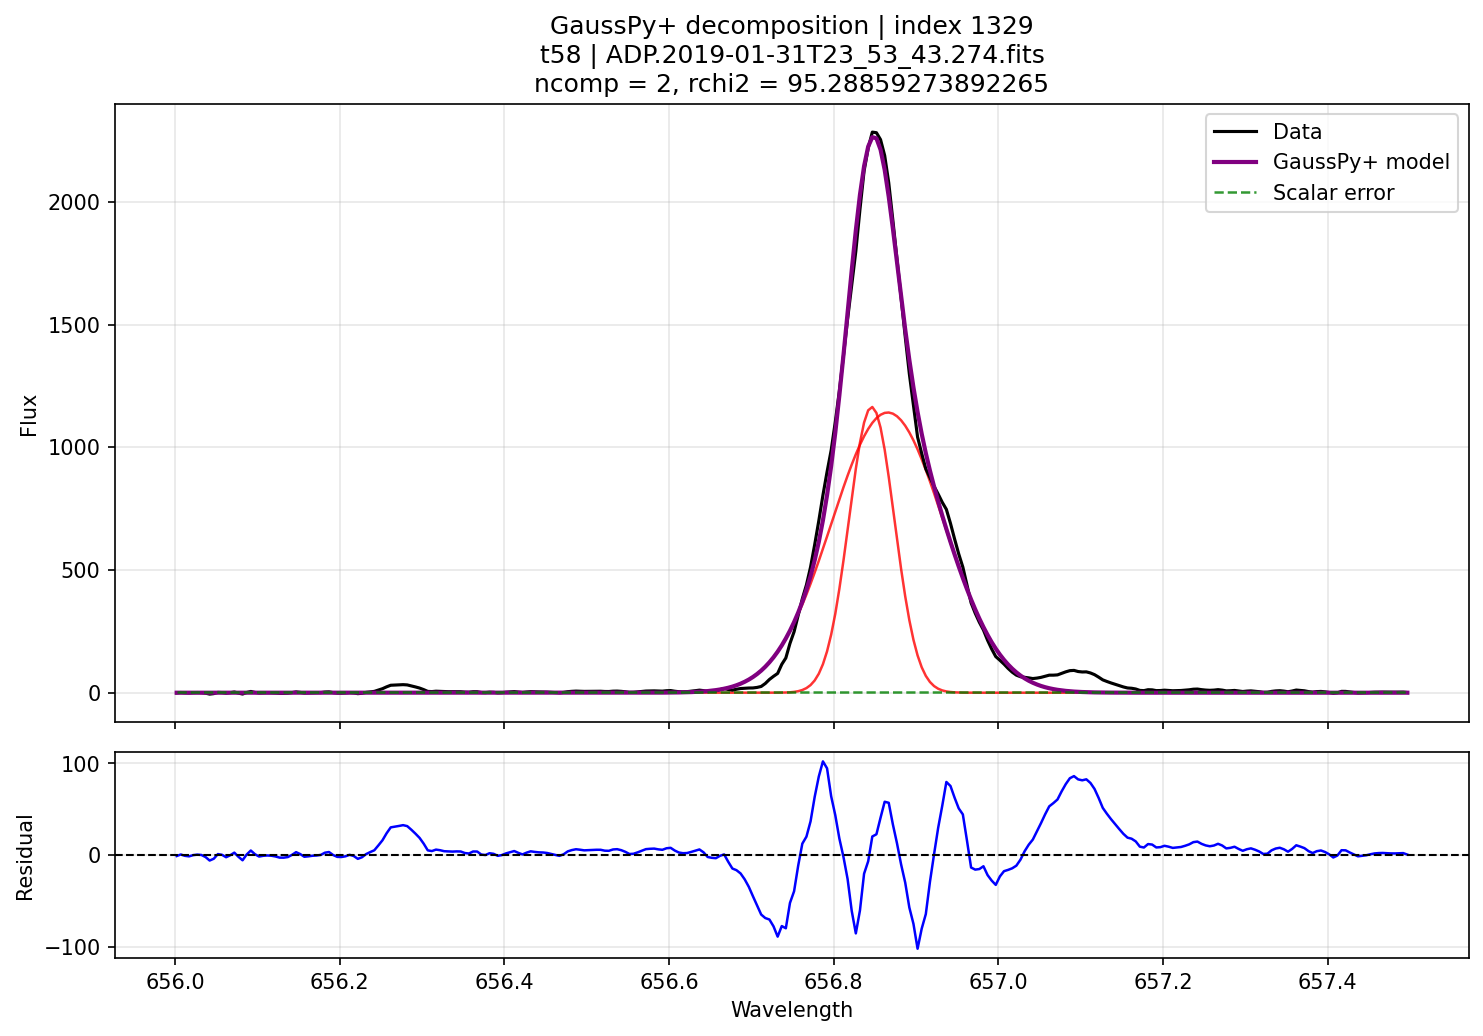 GaussPy+ decomposition | index 1329
t58 | ADP.2019-01-31T23_53_43.274.fits
ncomp = 2, rchi2 = 95.28859273892265
Data
GaussPy+ model
Scalar error
Flux
2000
1500
1000
500
0
Residual
100
0
−100
656.0
656.2
656.4
656.6
656.8
657.0
657.2
657.4
Wavelength